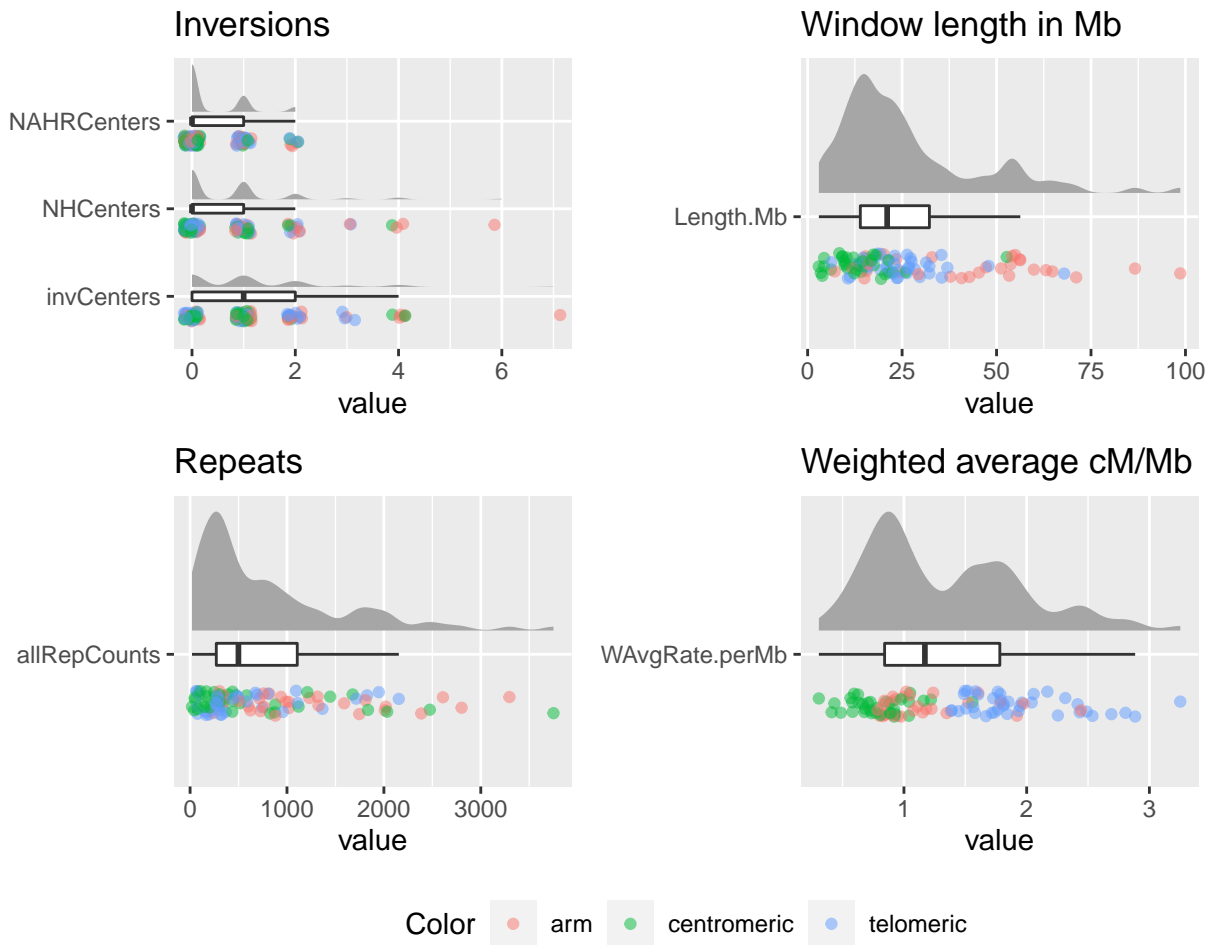 Inversions
NAHRCenters
NHCenters
invCenters
0 2 4 6
value
Window length in Mb
Length.Mb
0 25 50 75 100
value
Repeats
allRepCounts
0 1000 2000 3000
value
Weighted average cM/Mb
WAvgRate.perMb
1 2 3
value
Color arm centromeric telomeric